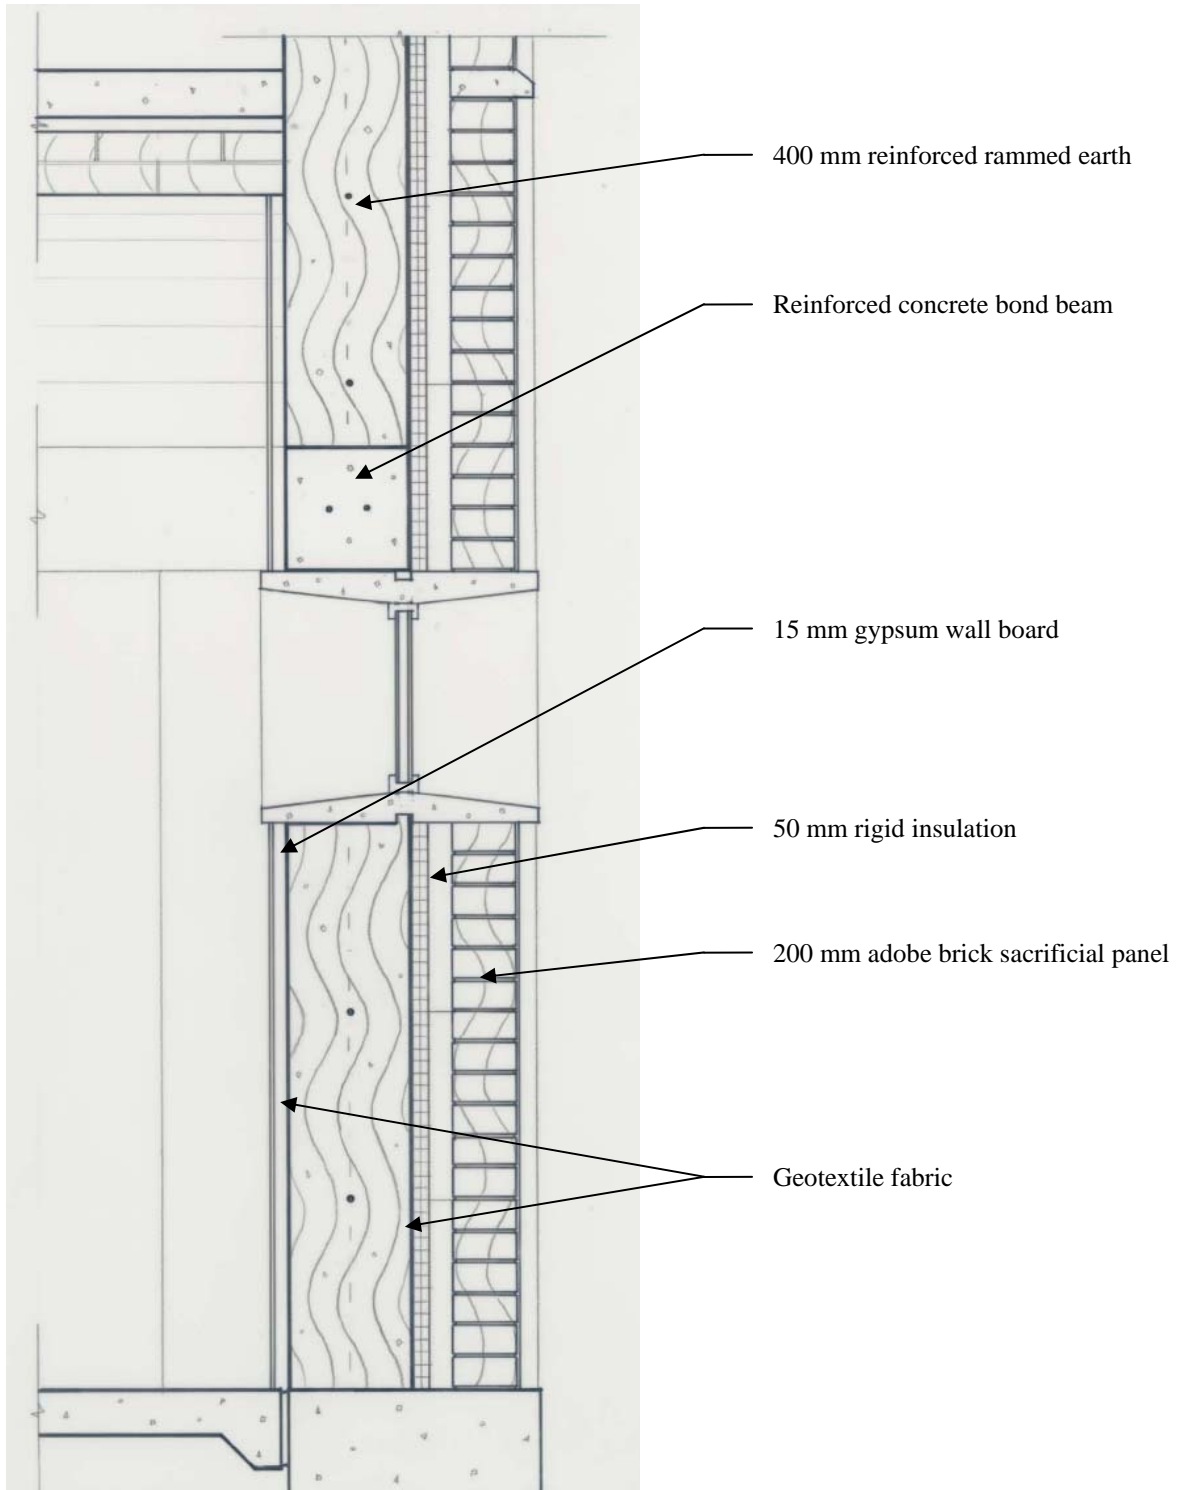 400 mm reinforced rammed earth
Reinforced concrete bond beam
15 mm gypsum wall board
50 mm rigid insulation
200 mm adobe brick sacrificial panel
Geotextile fabric